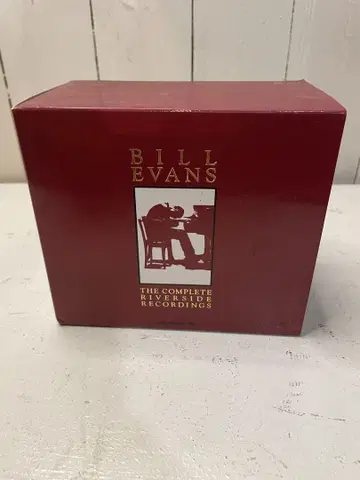 BILL
EVANS
THE COMPLETE
RIVERSIDE
RECORDINGS